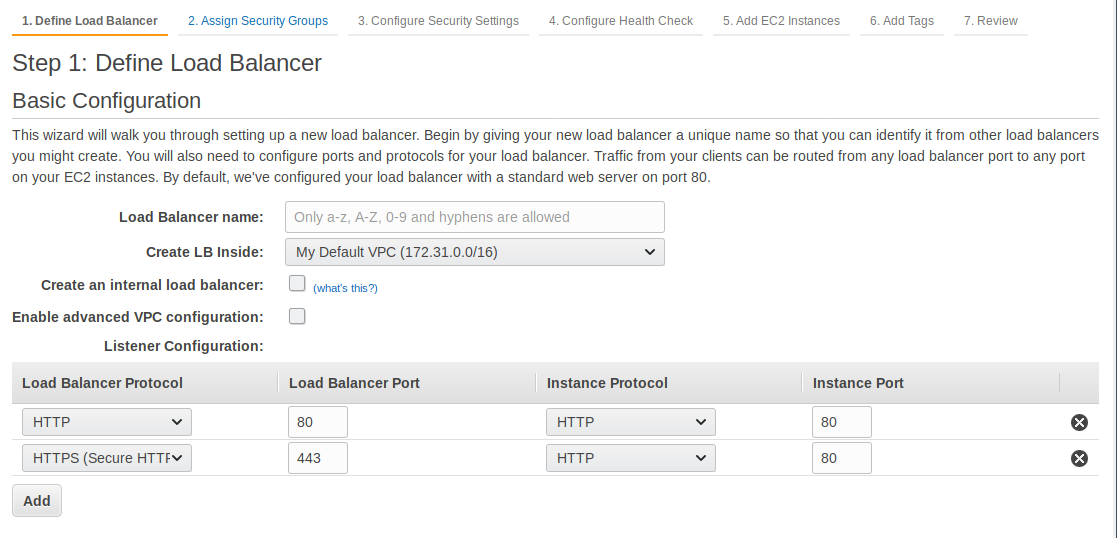 1. Define Load Balancer 2. Assign Security Groups 3. Configure Security Settings 4. Configure Health Check 5. Add EC2 Instances 6. Add Tags 7. Review
Step 1: Define Load Balancer
Basic Configuration
This wizard will walk you through setting up a new load balancer. Begin by giving your new load balancer a unique name so that you can identify it from other load balancers
you might create. You will also need to configure ports and protocols for your load balancer. Traffic from your clients can be routed from any load balancer port to any port
on your EC2 instances. By default, we've configured your load balancer with a standard web server on port 80.
Load Balancer name: Only a-z, A-Z, 0-9 and hyphens are allowed
Create LB Inside: My Default VPC (172.31.0.0/16)
Create an internal load balancer: (what's this?)
Enable advanced VPC configuration:
Listener Configuration:
Load Balancer Protocol Load Balancer Port Instance Protocol Instance Port
HTTP 80 HTTP 80
HTTPS (Secure HTTP 443 HTTP 80
Add